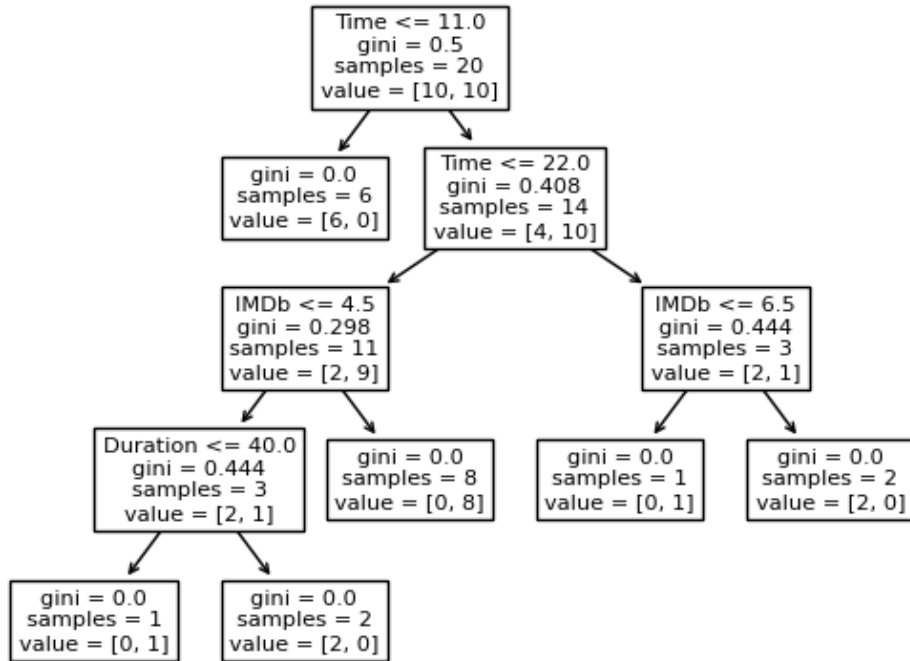 Time <= 11.0
gini = 0.5
samples = 20
value = [10, 10]
gini = 0.0
samples = 6
value = [6, 0]
Time <= 22.0
gini = 0.408
samples = 14
value = [4, 10]
IMDb <= 4.5
gini = 0.298
samples = 11
value = [2, 9]
IMDb <= 6.5
gini = 0.444
samples = 3
value = [2, 1]
Duration <= 40.0
gini = 0.444
samples = 3
value = [2, 1]
gini = 0.0
samples = 8
value = [0, 8]
gini = 0.0
samples = 1
value = [0, 1]
gini = 0.0
samples = 2
value = [2, 0]
gini = 0.0
samples = 1
value = [0, 1]
gini = 0.0
samples = 2
value = [2, 0]